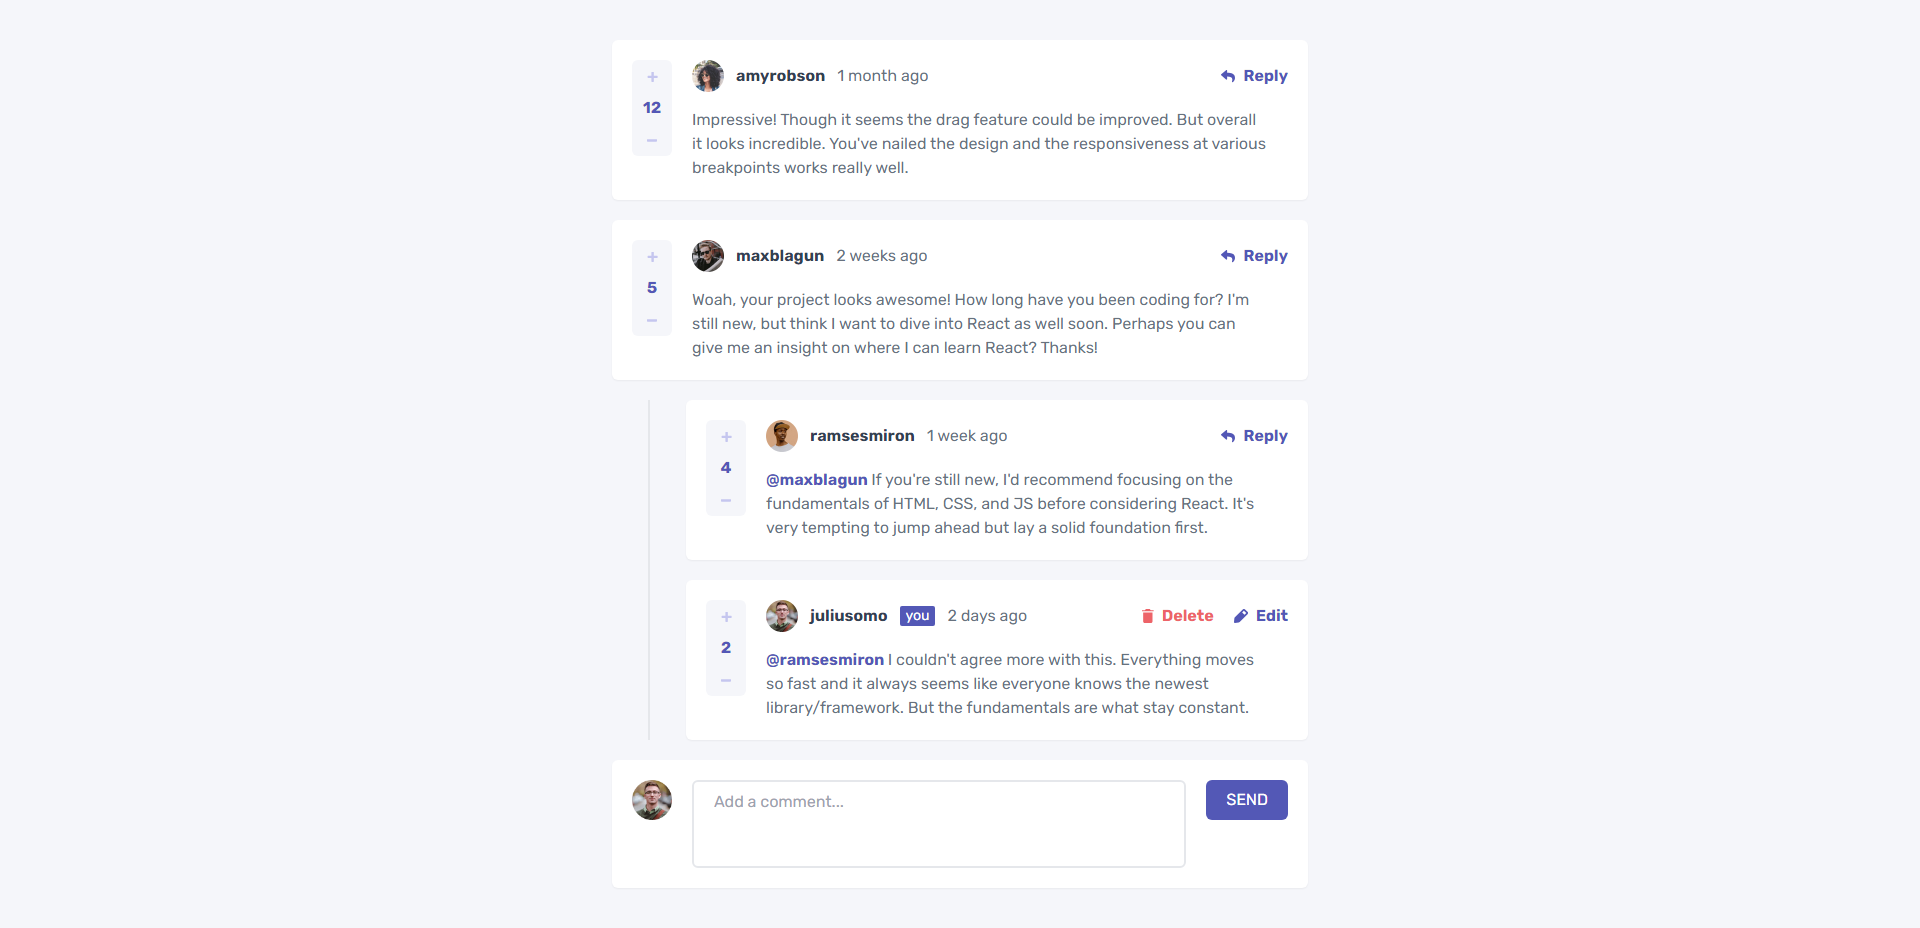 +
12
−
amyrobson 1 month ago Reply
Impressive! Though it seems the drag feature could be improved. But overall
it looks incredible. You've nailed the design and the responsiveness at various
breakpoints works really well.
+
5
−
maxblagun 2 weeks ago Reply
Woah, your project looks awesome! How long have you been coding for? I'm
still new, but think I want to dive into React as well soon. Perhaps you can
give me an insight on where I can learn React? Thanks!
+
4
−
ramsesmiron 1 week ago Reply
@maxblagun If you're still new, I'd recommend focusing on the
fundamentals of HTML, CSS, and JS before considering React. It's
very tempting to jump ahead but lay a solid foundation first.
+
2
−
juliusomo you 2 days ago Delete Edit
@ramsesmiron I couldn't agree more with this. Everything moves
so fast and it always seems like everyone knows the newest
library/framework. But the fundamentals are what stay constant.
Add a comment...
SEND